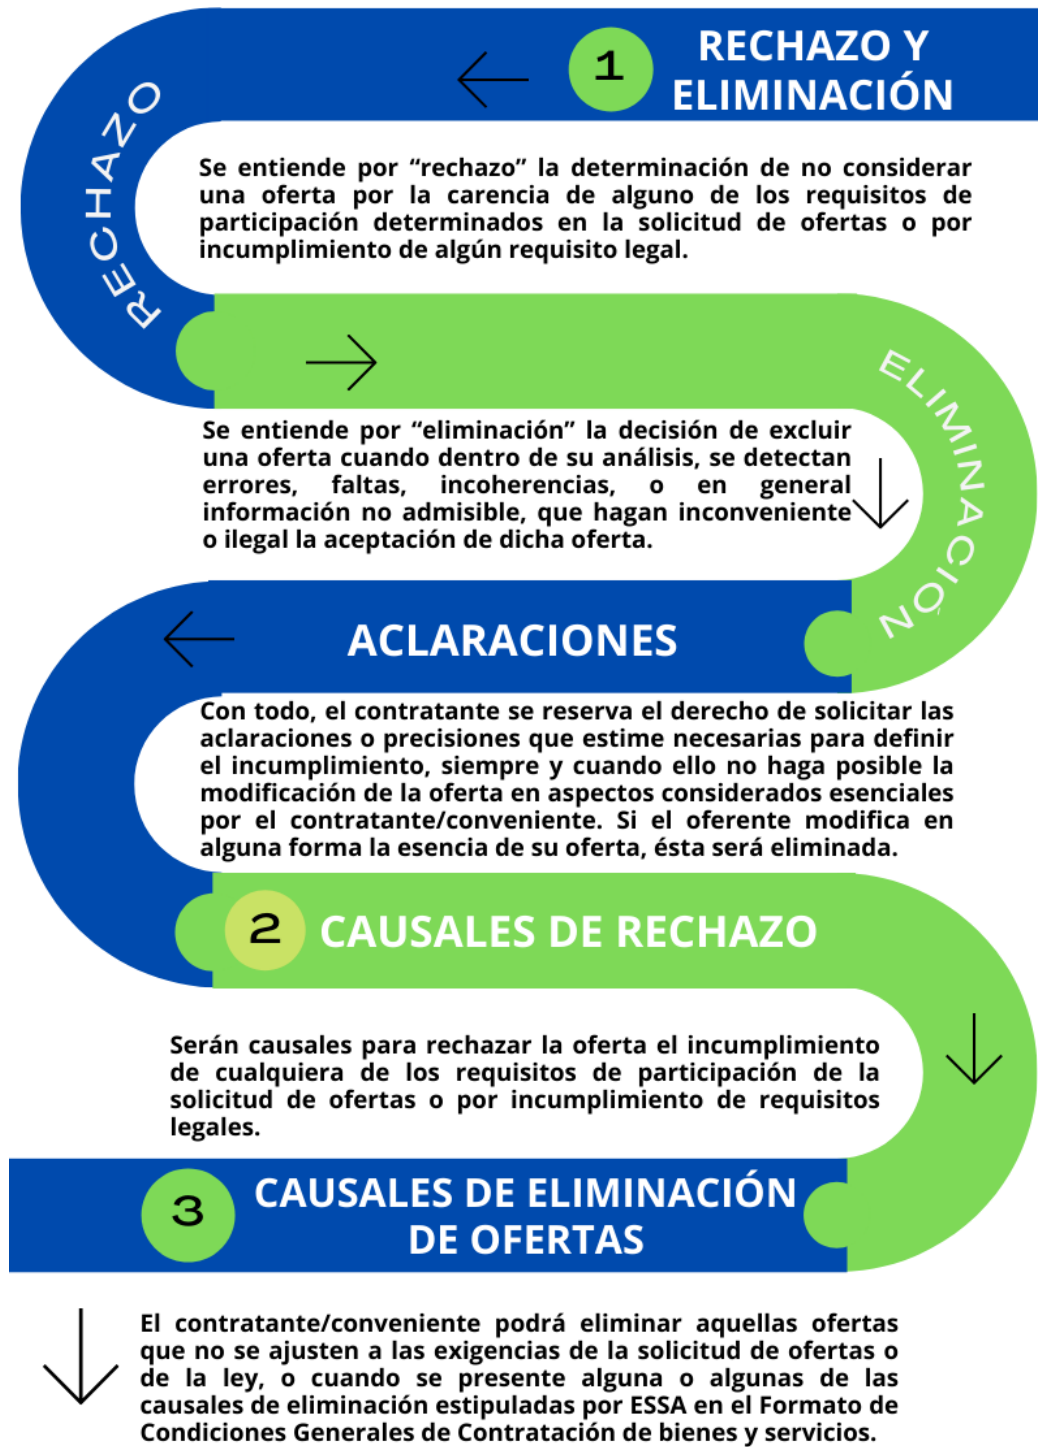 1
RECHAZO Y
ELIMINACIÓN
RECHAZO
Se entiende por “rechazo” la determinación de no considerar
una oferta por la carencia de alguno de los requisitos de
participación determinados en la solicitud de ofertas o por
incumplimiento de algún requisito legal.
ELIMINACIÓN
Se entiende por “eliminación” la decisión de excluir
una oferta cuando dentro de su análisis, se detectan
errores, faltas, incoherencias, o en general
información no admisible, que hagan inconveniente
o ilegal la aceptación de dicha oferta.
ACLARACIONES
Con todo, el contratante se reserva el derecho de solicitar las
aclaraciones o precisiones que estime necesarias para definir
el incumplimiento, siempre y cuando ello no haga posible la
modificación de la oferta en aspectos considerados esenciales
por el contratante/conveniente. Si el oferente modifica en
alguna forma la esencia de su oferta, ésta será eliminada.
2 CAUSALES DE RECHAZO
Serán causales para rechazar la oferta el incumplimiento
de cualquiera de los requisitos de participación de la
solicitud de ofertas o por incumplimiento de requisitos
legales.
3
CAUSALES DE ELIMINACIÓN
DE OFERTAS
El contratante/conveniente podrá eliminar aquellas ofertas
que no se ajusten a las exigencias de la solicitud de ofertas o
de la ley, o cuando se presente alguna o algunas de las
causales de eliminación estipuladas por ESSA en el Formato de
Condiciones Generales de Contratación de bienes y servicios.